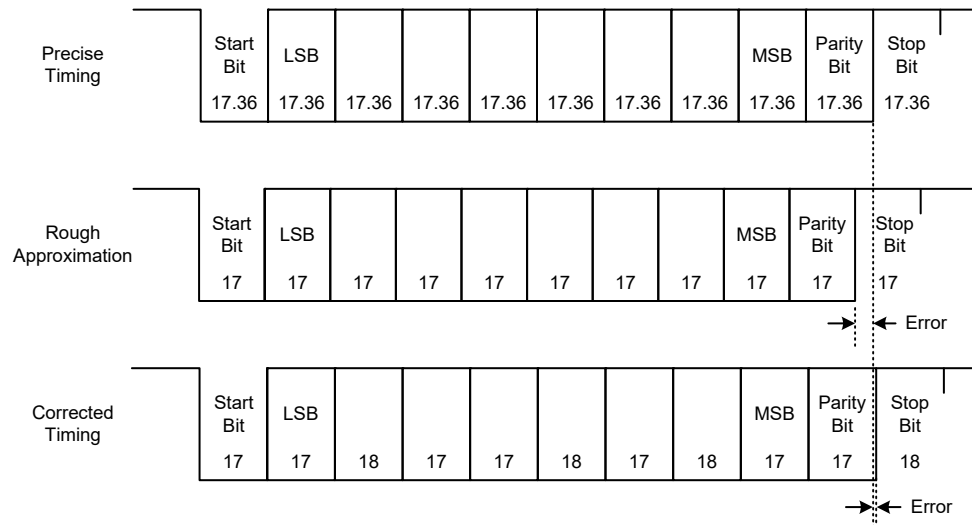 Precise
Timing
Start
Bit
LSB
MSB
Parity
Bit
Stop
Bit
17.36 17.36 17.36 17.36 17.36 17.36 17.36 17.36 17.36 17.36 17.36
Rough
Approximation
Start
Bit
LSB
MSB
Parity
Bit
Stop
Bit
17 17 17 17 17 17 17 17 17 17 17
Error
Corrected
Timing
Start
Bit
LSB
MSB
Parity
Bit
Stop
Bit
17 17 18 17 17 18 17 18 17 17 18
Error